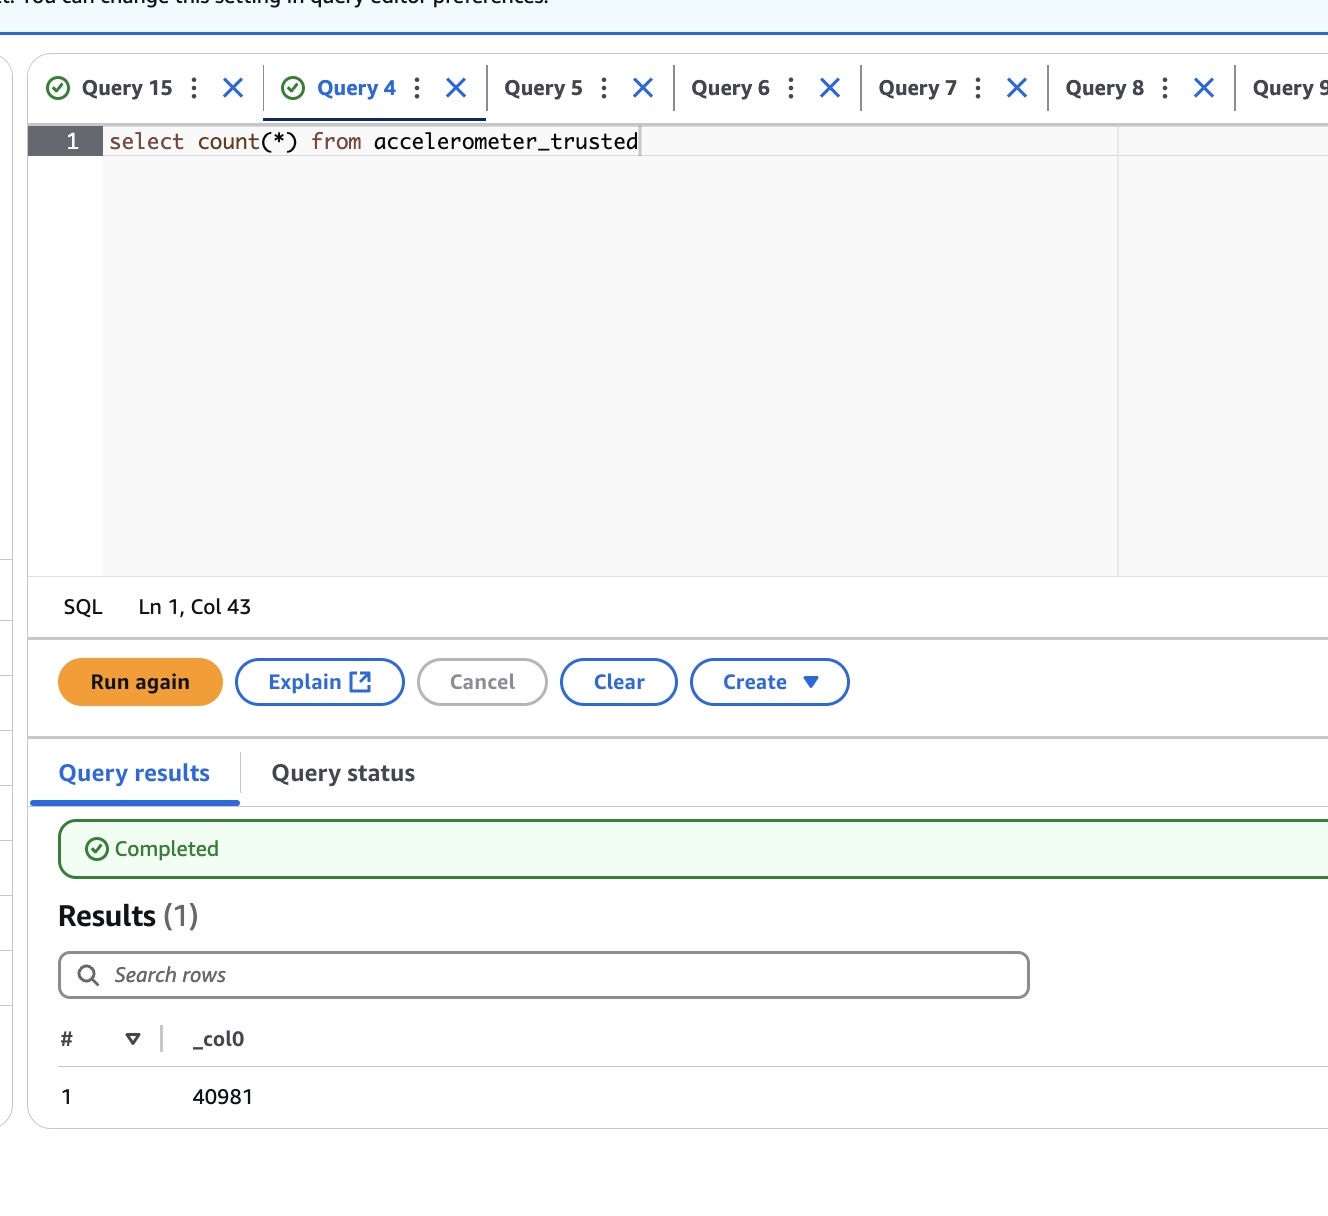 You can change this setting in query editor preferences.
Query 15
Query 4
Query 5
Query 6
Query 7
Query 8
Query 9
1 select count(*) from accelerometer_trusted
SQL Ln 1, Col 43
Run again
Explain
Cancel
Clear
Create
Query results
Query status
Completed
Results (1)
Search rows
# _col0
1 40981